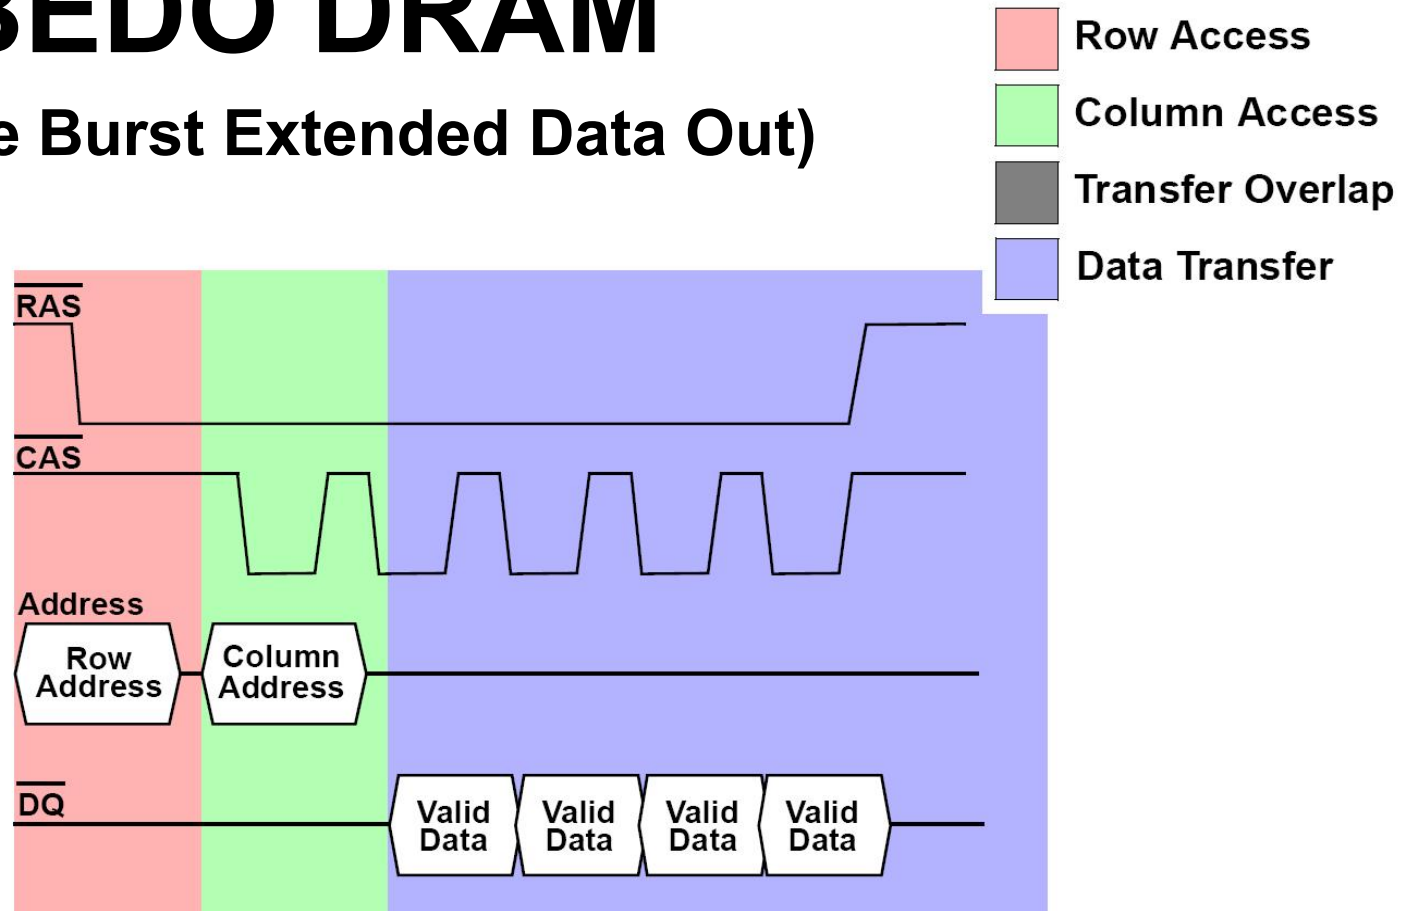 BEDO DRAM
e Burst Extended Data Out)
Row Access
Column Access
Transfer Overlap
Data Transfer
RAS
CAS
Address
Row
Address
Column
Address
DQ
Valid
Data
Valid
Data
Valid
Data
Valid
Data